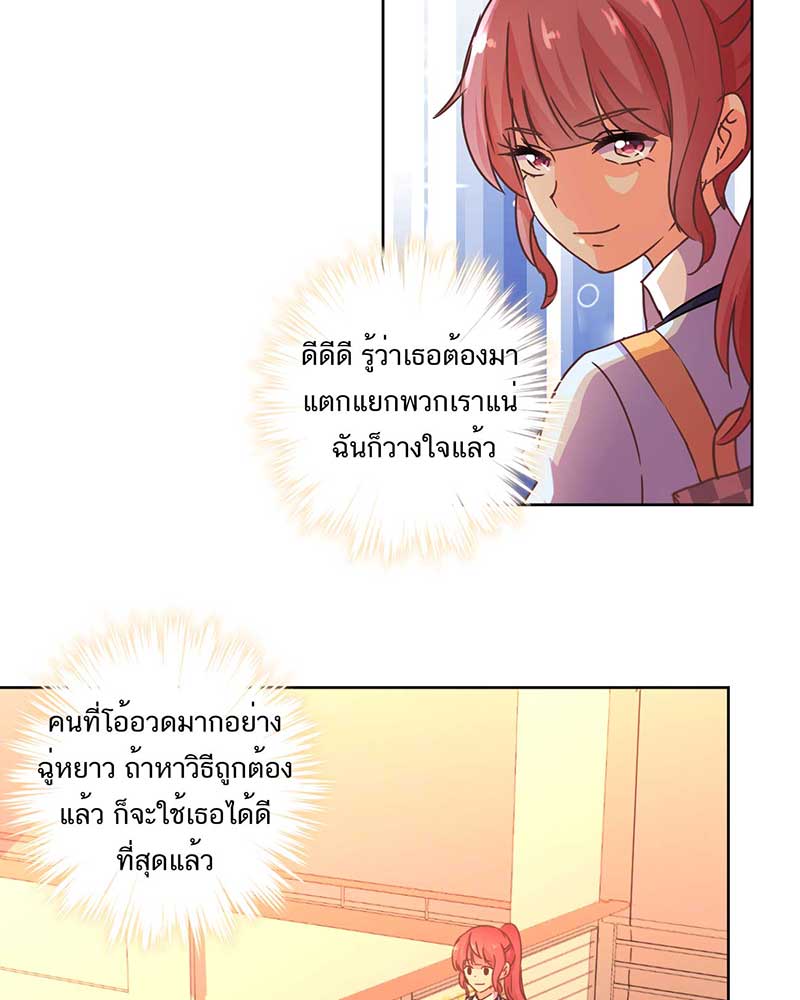 ดีดีดี รู้ว่าเธอต้องมา
แตกแยกพวกเราแน่
ฉันก็วางใจแล้ว
คนที่โอ้อวดมากอย่าง
ฉู่หยาว ถ้าหาวิธีถูกต้อง
แล้ว ก็จะใช้เธอได้ดี
ที่สุดแล้ว